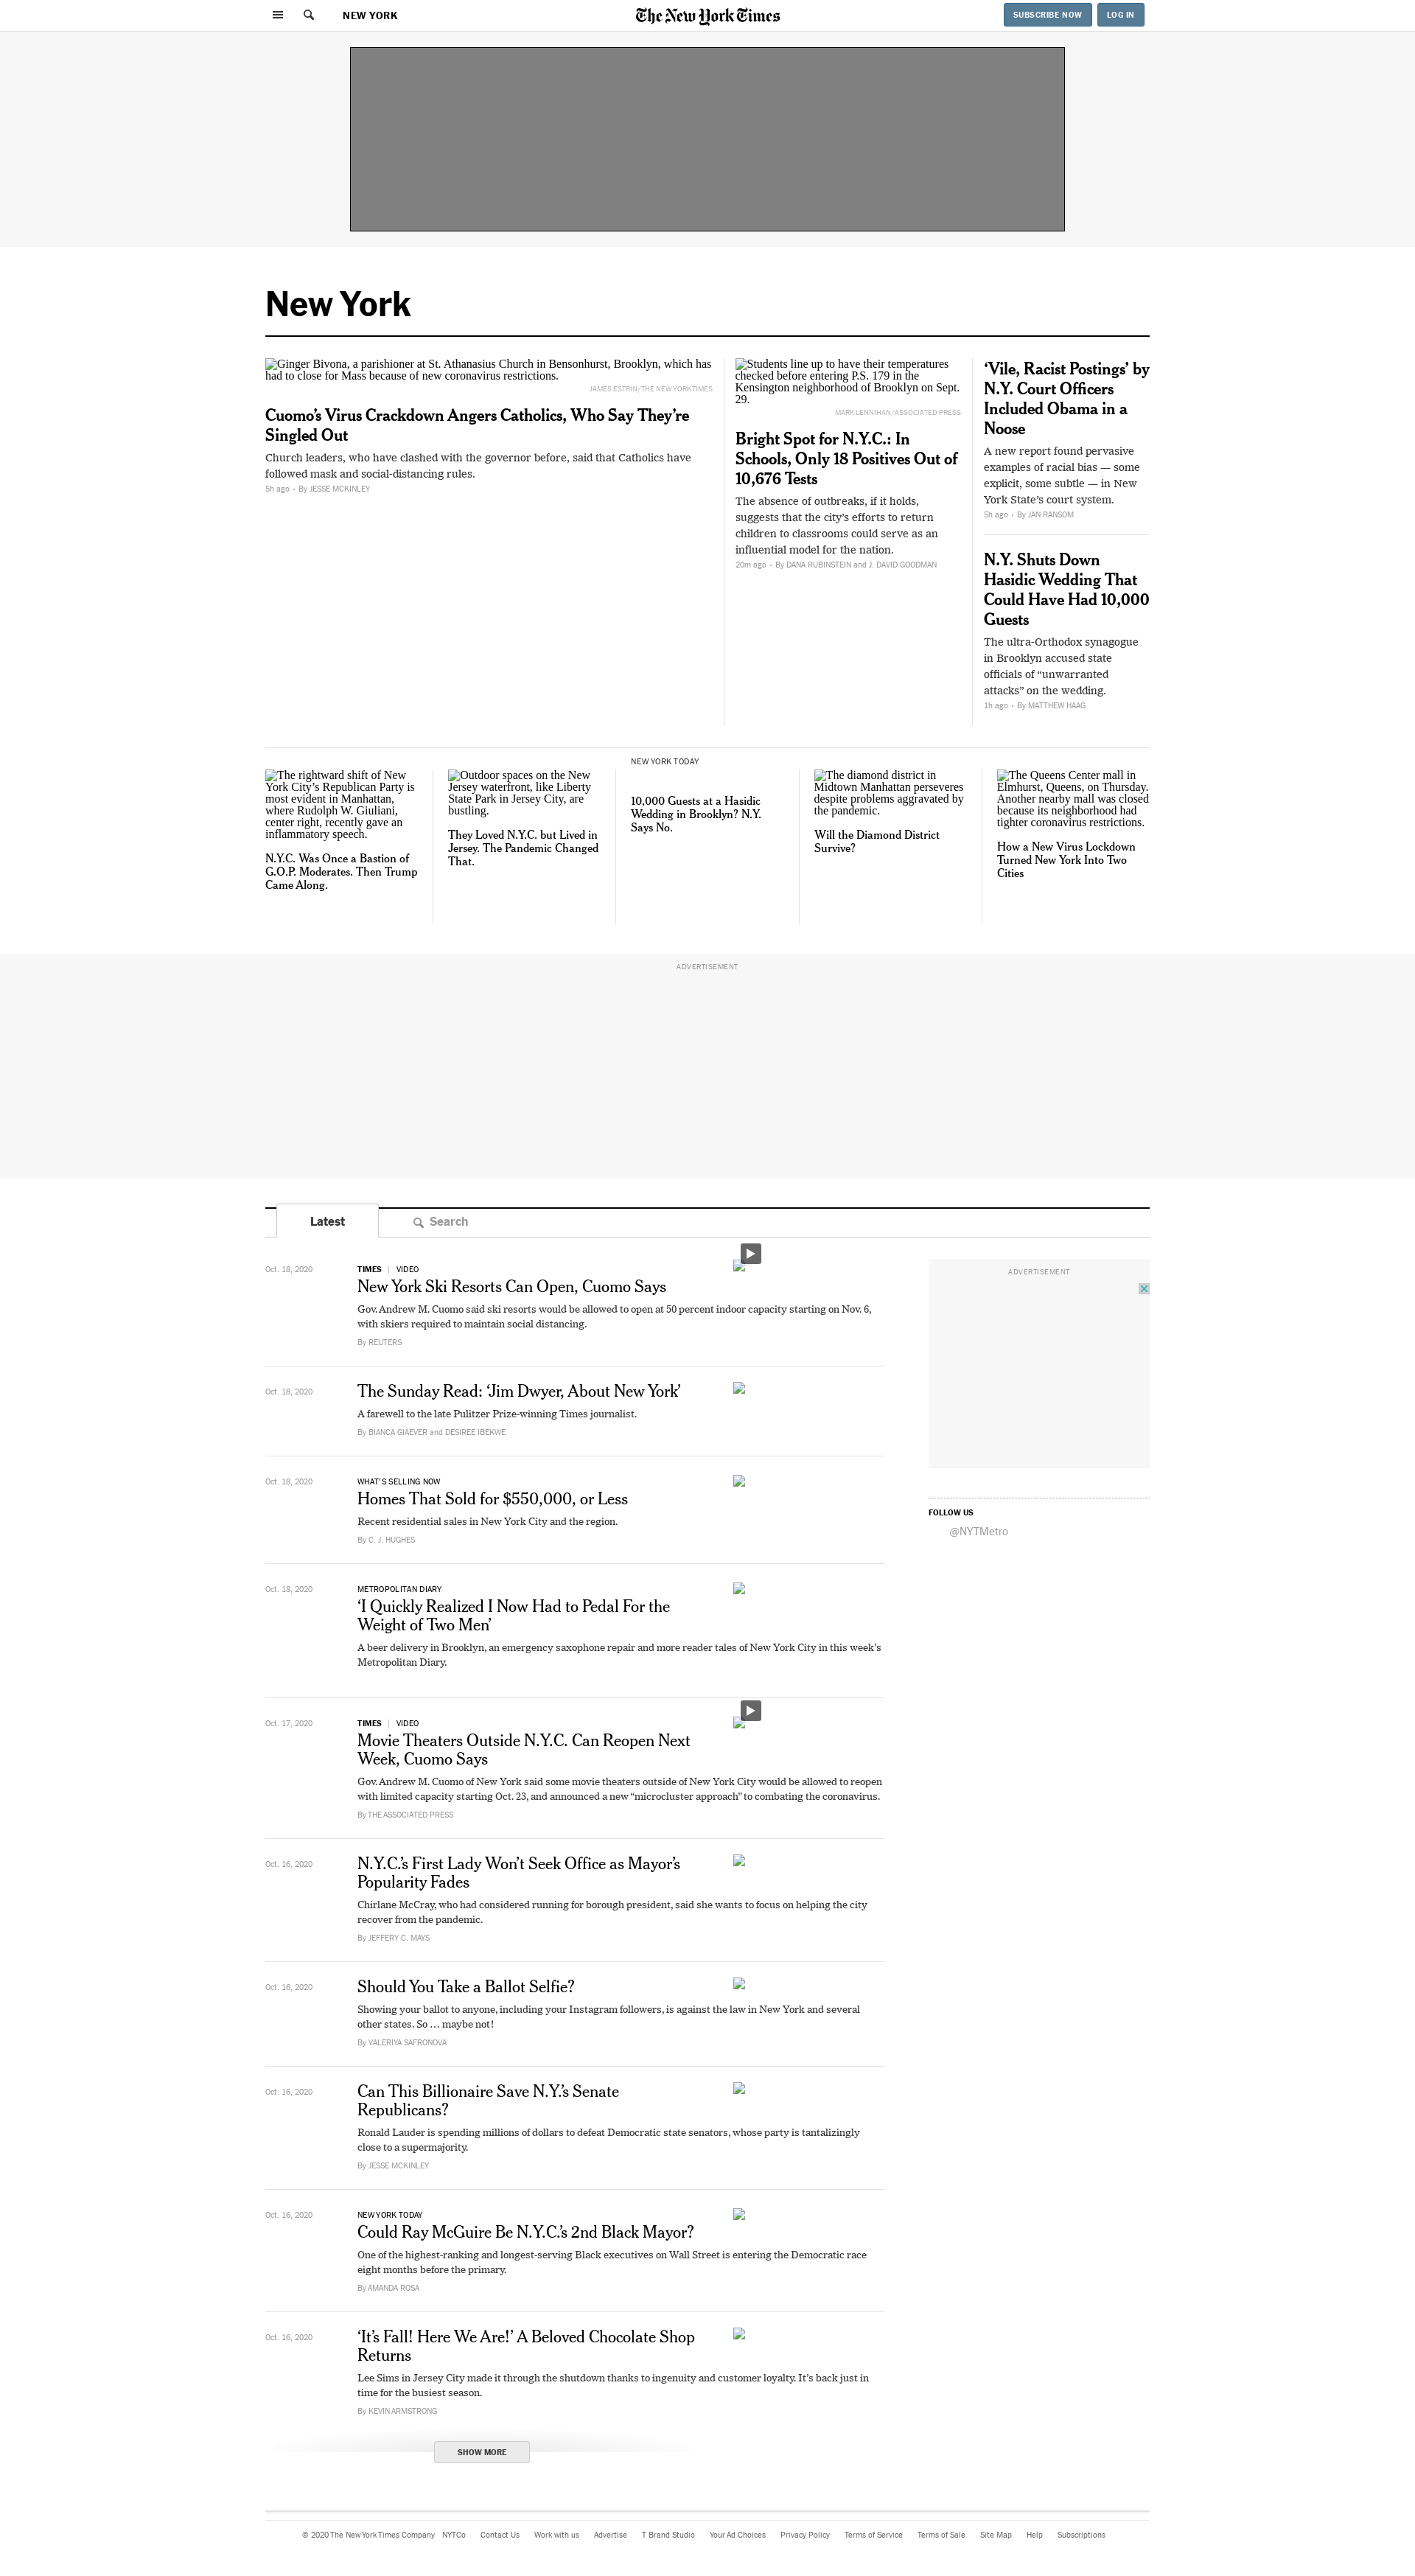 NEW YORK
The New York Times
SUBSCRIBE NOW
LOG IN
New York
Ginger Bivona, a parishioner at St. Athanasius Church in Bensonhurst, Brooklyn, which has
had to close for Mass because of new coronavirus restrictions.
JAMES ESTRIN/THE NEW YORK TIMES
Cuomo’s Virus Crackdown Angers Catholics, Who Say They’re
Singled Out
Church leaders, who have clashed with the governor before, said that Catholics have
followed mask and social-distancing rules.
5h ago • By JESSE MCKINLEY
Students line up to have their temperatures
checked before entering P.S. 179 in the
Kensington neighborhood of Brooklyn on Sept.
29.
MARK LENNIHAN/ASSOCIATED PRESS
Bright Spot for N.Y.C.: In
Schools, Only 18 Positives Out of
10,676 Tests
The absence of outbreaks, if it holds,
suggests that the city’s efforts to return
children to classrooms could serve as an
influential model for the nation.
20m ago • By DANA RUBINSTEIN and J. DAVID GOODMAN
‘Vile, Racist Postings’ by
N.Y. Court Officers
Included Obama in a
Noose
A new report found pervasive
examples of racial bias — some
explicit, some subtle — in New
York State’s court system.
5h ago • By JAN RANSOM
N.Y. Shuts Down
Hasidic Wedding That
Could Have Had 10,000
Guests
The ultra-Orthodox synagogue
in Brooklyn accused state
officials of “unwarranted
attacks” on the wedding.
1h ago • By MATTHEW HAAG
The rightward shift of New
York City’s Republican Party is
most evident in Manhattan,
where Rudolph W. Giuliani,
center right, recently gave an
inflammatory speech.
N.Y.C. Was Once a Bastion of
G.O.P. Moderates. Then Trump
Came Along.
Outdoor spaces on the New
Jersey waterfront, like Liberty
State Park in Jersey City, are
bustling.
They Loved N.Y.C. but Lived in
Jersey. The Pandemic Changed
That.
NEW YORK TODAY
10,000 Guests at a Hasidic
Wedding in Brooklyn? N.Y.
Says No.
The diamond district in
Midtown Manhattan perseveres
despite problems aggravated by
the pandemic.
Will the Diamond District
Survive?
The Queens Center mall in
Elmhurst, Queens, on Thursday.
Another nearby mall was closed
because its neighborhood had
tighter coronavirus restrictions.
How a New Virus Lockdown
Turned New York Into Two
Cities
ADVERTISEMENT
Latest
Search
Oct. 18, 2020
TIMES | VIDEO
New York Ski Resorts Can Open, Cuomo Says
Gov. Andrew M. Cuomo said ski resorts would be allowed to open at 50 percent indoor capacity starting on Nov. 6,
with skiers required to maintain social distancing.
By REUTERS
Oct. 18, 2020
The Sunday Read: ‘Jim Dwyer, About New York’
A farewell to the late Pulitzer Prize-winning Times journalist.
By BIANCA GIAEVER and DESIREE IBEKWE
Oct. 18, 2020
WHAT’S SELLING NOW
Homes That Sold for $550,000, or Less
Recent residential sales in New York City and the region.
By C. J. HUGHES
Oct. 18, 2020
METROPOLITAN DIARY
‘I Quickly Realized I Now Had to Pedal For the
Weight of Two Men’
A beer delivery in Brooklyn, an emergency saxophone repair and more reader tales of New York City in this week’s
Metropolitan Diary.
Oct. 17, 2020
TIMES | VIDEO
Movie Theaters Outside N.Y.C. Can Reopen Next
Week, Cuomo Says
Gov. Andrew M. Cuomo of New York said some movie theaters outside of New York City would be allowed to reopen
with limited capacity starting Oct. 23, and announced a new “microcluster approach” to combating the coronavirus.
By THE ASSOCIATED PRESS
Oct. 16, 2020
N.Y.C.’s First Lady Won’t Seek Office as Mayor’s
Popularity Fades
Chirlane McCray, who had considered running for borough president, said she wants to focus on helping the city
recover from the pandemic.
By JEFFERY C. MAYS
Oct. 16, 2020
Should You Take a Ballot Selfie?
Showing your ballot to anyone, including your Instagram followers, is against the law in New York and several
other states. So … maybe not!
By VALERIYA SAFRONOVA
Oct. 16, 2020
Can This Billionaire Save N.Y.’s Senate
Republicans?
Ronald Lauder is spending millions of dollars to defeat Democratic state senators, whose party is tantalizingly
close to a supermajority.
By JESSE MCKINLEY
Oct. 16, 2020
NEW YORK TODAY
Could Ray McGuire Be N.Y.C.’s 2nd Black Mayor?
One of the highest-ranking and longest-serving Black executives on Wall Street is entering the Democratic race
eight months before the primary.
By AMANDA ROSA
Oct. 16, 2020
‘It’s Fall! Here We Are!’ A Beloved Chocolate Shop
Returns
Lee Sims in Jersey City made it through the shutdown thanks to ingenuity and customer loyalty. It’s back just in
time for the busiest season.
By KEVIN ARMSTRONG
SHOW MORE
ADVERTISEMENT
FOLLOW US
@NYTMetro
© 2020 The New York Times Company NYTCo Contact Us Work with us Advertise T Brand Studio Your Ad Choices Privacy Policy Terms of Service Terms of Sale Site Map Help Subscriptions